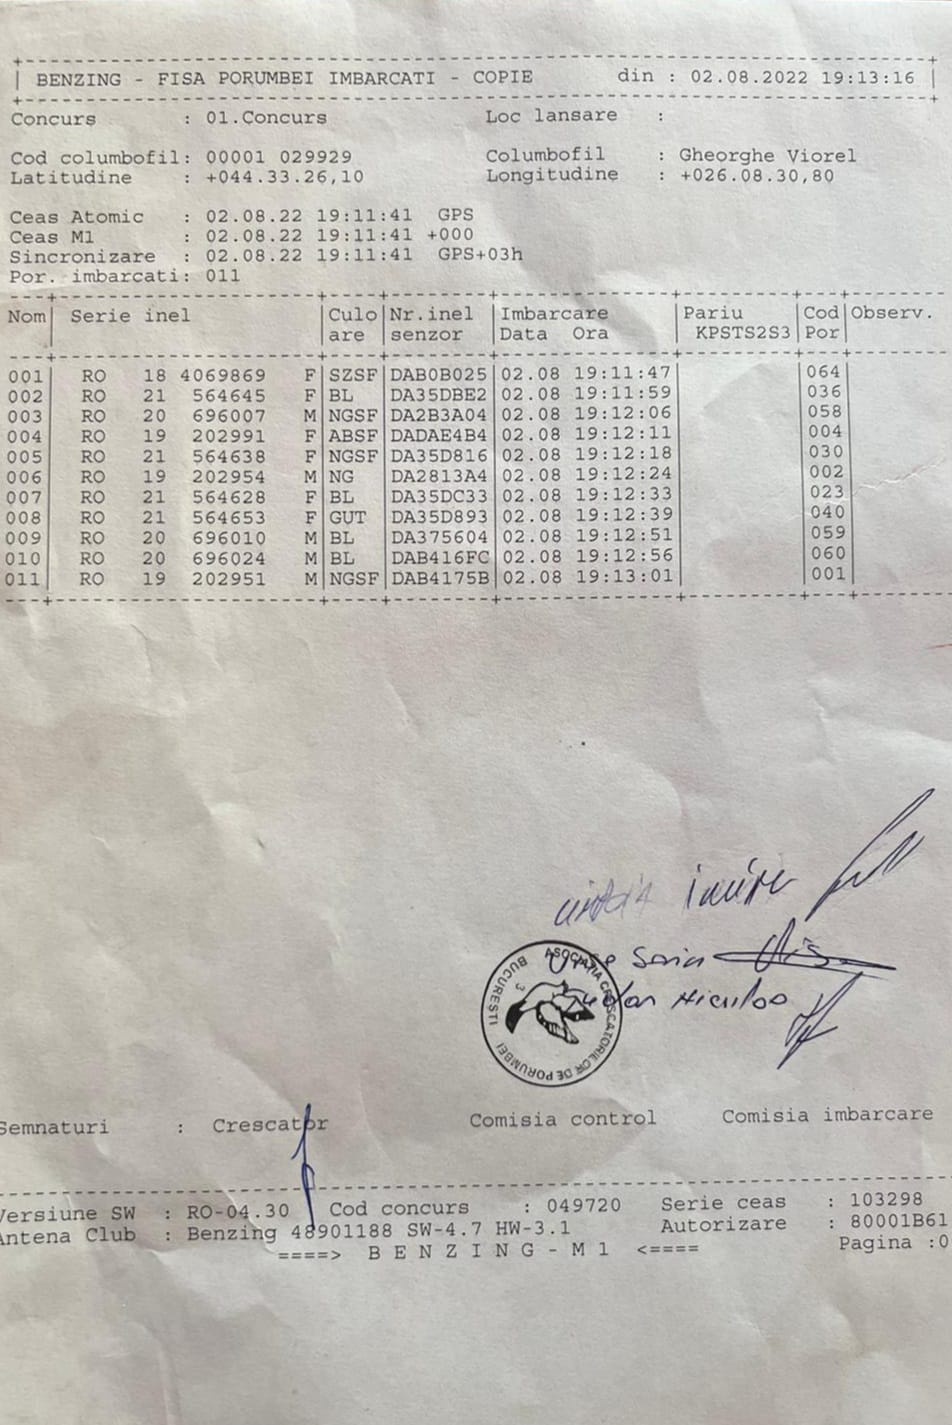 BENZING - FISA PORUMBEI IMBARCATI - COPIE din : 02.08.2022 19:13:16
Concurs : 01.Concurs Loc lansare :
Cod columbofil: 00001 029929 Columbofil : Gheorghe Viorel
Latitudine : +044.33.26,10 Longitudine : +026.08.30,80
Ceas Atomic : 02.08.22 19:11:41 GPS
Ceas M1 : 02.08.22 19:11:41 +000
Sincronizare : 02.08.22 19:11:41 GPS+03h
Por. imbarcati: 011
Nom Serie inel Culo Nr.inel Imbarcare Pariu Cod Observ.
are senzor Data Ora KPSTS2S3 Por
001 RO 18 4069869 F SZSF DAB0B025 02.08 19:11:47 064
002 RO 21 564645 F BL DA35DBE2 02.08 19:11:59 036
003 RO 20 696007 M NGSF DA2B3A04 02.08 19:12:06 058
004 RO 19 202991 F ABSF DADAE4B4 02.08 19:12:11 004
005 RO 21 564638 F NGSF DA35D816 02.08 19:12:18 030
006 RO 19 202954 M NG DA2813A4 02.08 19:12:24 002
007 RO 21 564628 F BL DA35DC33 02.08 19:12:33 023
008 RO 21 564653 F GUT DA35D893 02.08 19:12:39 040
009 RO 20 696010 M BL DA375604 02.08 19:12:51 059
010 RO 20 696024 M BL DAB416FC 02.08 19:12:56 060
011 RO 19 202951 M NGSF DAB4175B 02.08 19:13:01 001
ASOCIATIA CRESCATORILOR DE PORUMBEI BUCURESTI
3
Semnaturi : Crescator Comisia control Comisia imbarcare
Versiune SW : RO-04.30 Cod concurs : 049720 Serie ceas : 103298
Antena Club : Benzing 48901188 SW-4.7 HW-3.1 Autorizare : 80001B61
====> B E N Z I N G - M 1 <==== Pagina :0